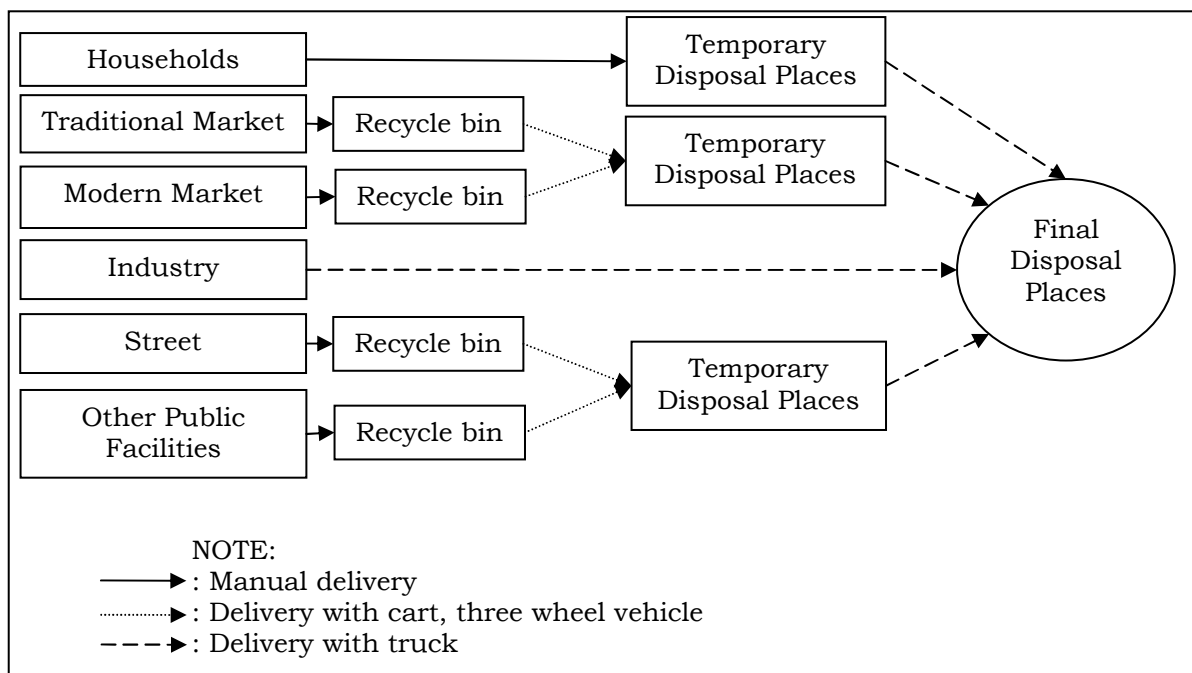 Households
Temporary
Disposal Places
Traditional Market
Recycle bin
Temporary
Disposal Places
Modern Market
Recycle bin
Industry
Final
Disposal
Places
Street
Recycle bin
Temporary
Disposal Places
Other Public
Facilities
Recycle bin
NOTE:
: Manual delivery
: Delivery with cart, three wheel vehicle
: Delivery with truck